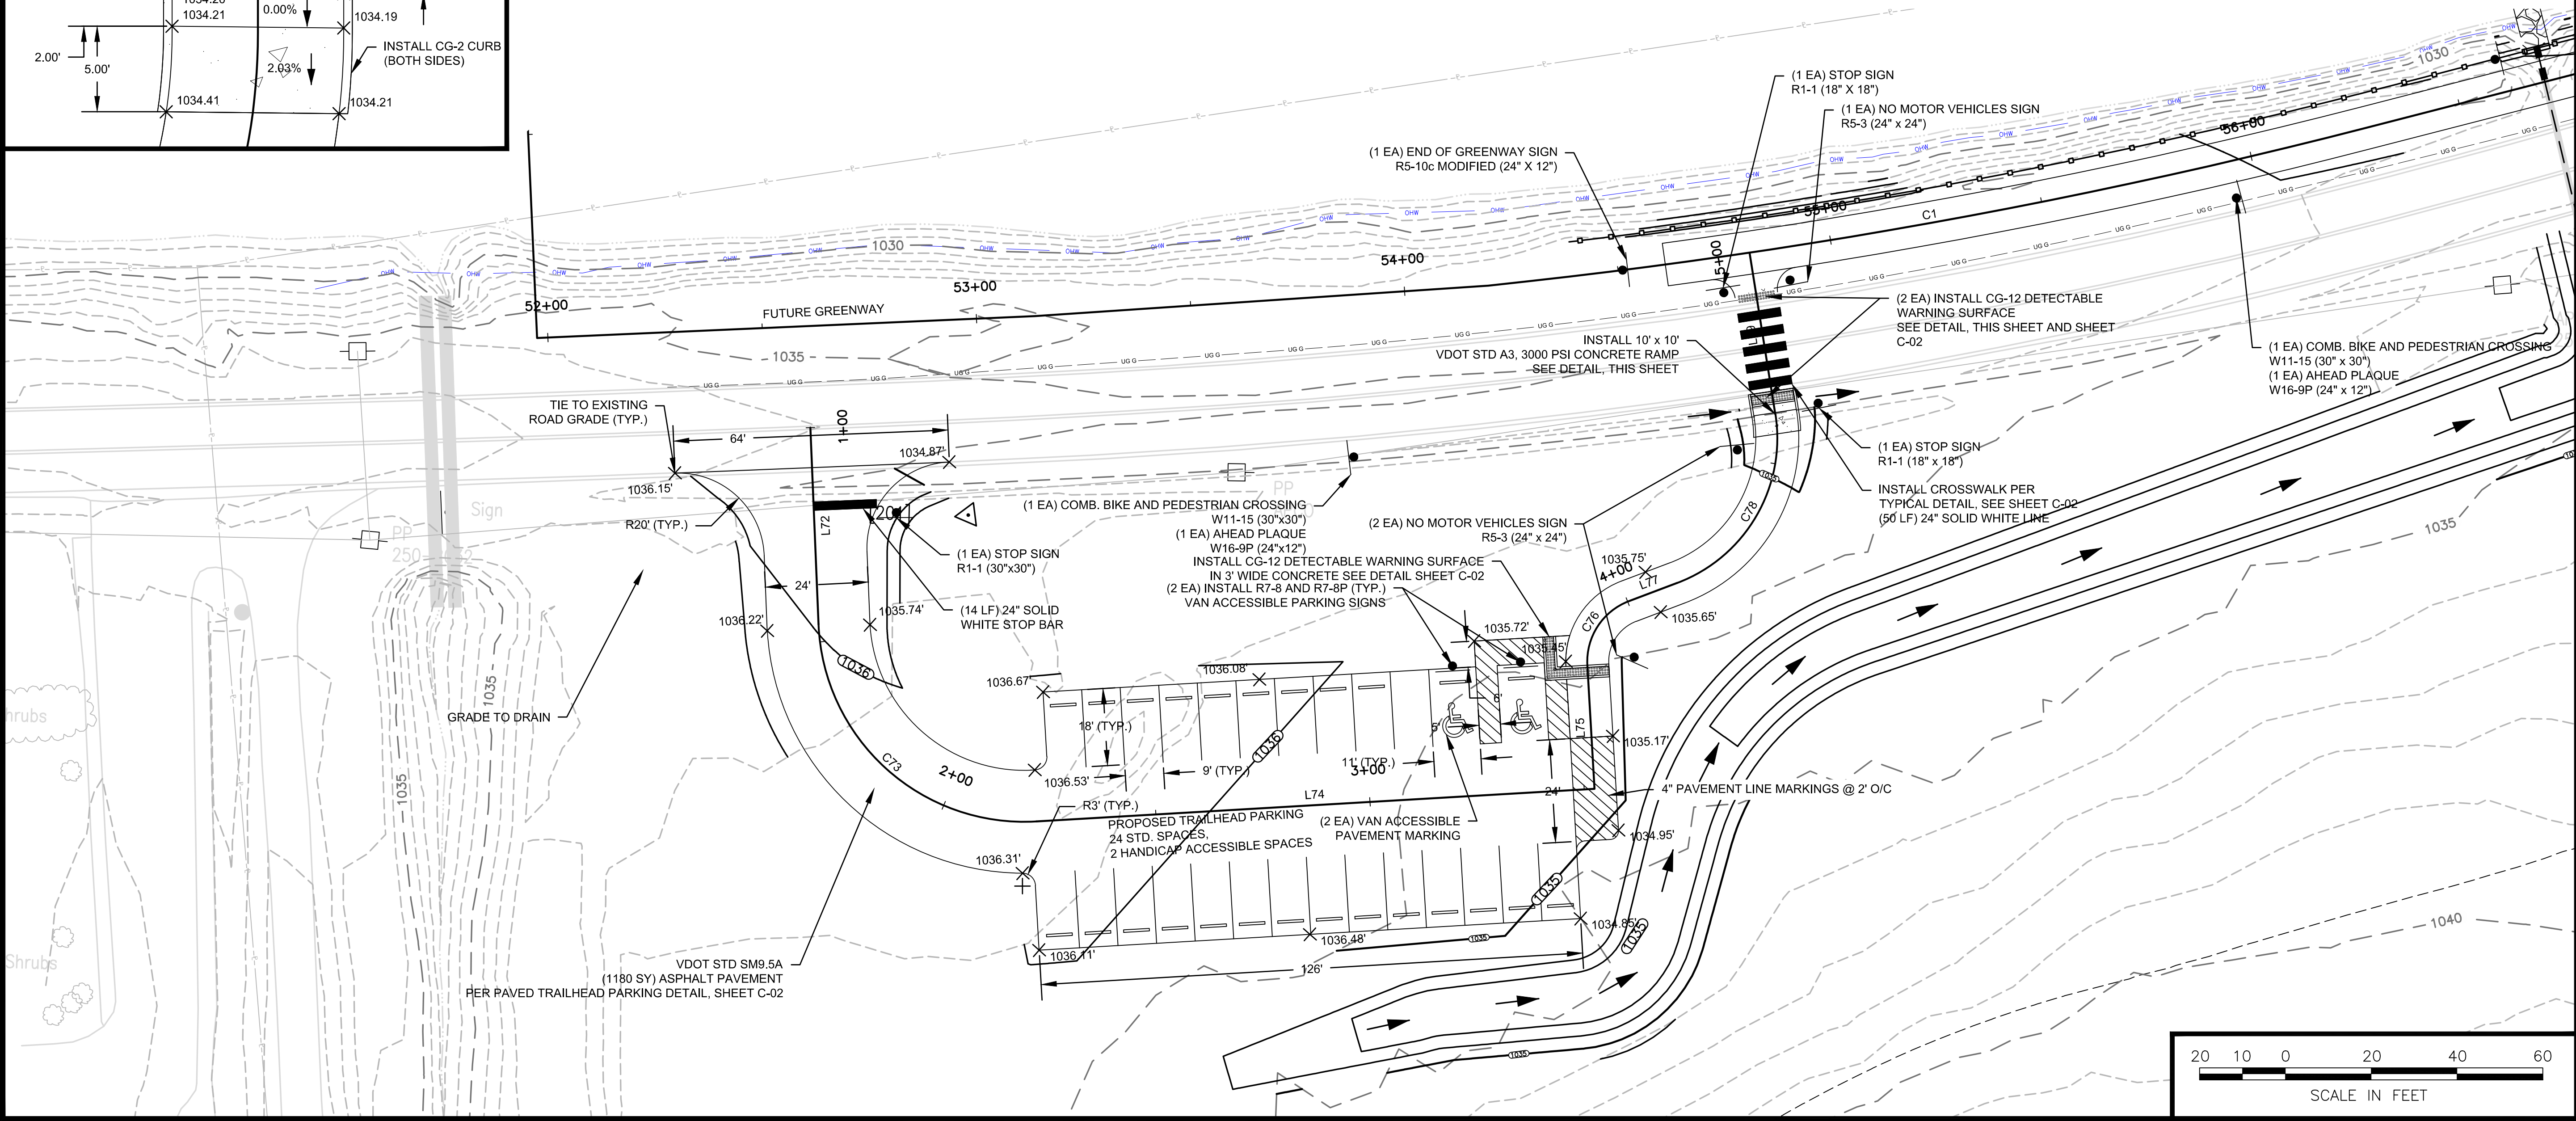 1034.21
0.00%
1034.19
2.00'
5.00'
INSTALL CG-2 CURB
(BOTH SIDES)
2.03%
1034.41
1034.21
(1 EA) STOP SIGN
R1-1 (18" X 18")
(1 EA) NO MOTOR VEHICLES SIGN
R5-3 (24" x 24")
(1 EA) END OF GREENWAY SIGN
R5-10c MODIFIED (24" X 12")
1030
56+00
55+00
C1
5+00
1030
54+00
53+00
52+00
FUTURE GREENWAY
OHW
UG G
1035
(2 EA) INSTALL CG-12 DETECTABLE
WARNING SURFACE
SEE DETAIL, THIS SHEET AND SHEET
C-02
INSTALL 10' x 10'
VDOT STD A3, 3000 PSI CONCRETE RAMP
SEE DETAIL, THIS SHEET
(1 EA) COMB. BIKE AND PEDESTRIAN CROSSING
W11-15 (30" x 30")
(1 EA) AHEAD PLAQUE
W16-9P (24" x 12")
TIE TO EXISTING
ROAD GRADE (TYP.)
64'
1+00
1034.87'
1036.15'
R20' (TYP.)
L72
Sign
PP
(1 EA) STOP SIGN
R1-1 (30"x30")
24'
1035.74'
1036.22'
(14 LF) 24" SOLID
WHITE STOP BAR
PP
(1 EA) COMB. BIKE AND PEDESTRIAN CROSSING
W11-15 (30"x30")
(1 EA) AHEAD PLAQUE
W16-9P (24"x12")
INSTALL CG-12 DETECTABLE WARNING SURFACE
IN 3' WIDE CONCRETE SEE DETAIL SHEET C-02
(2 EA) INSTALL R7-8 AND R7-8P (TYP.)
VAN ACCESSIBLE PARKING SIGNS
(2 EA) NO MOTOR VEHICLES SIGN
R5-3 (24" x 24")
(1 EA) STOP SIGN
R1-1 (18" x 18")
INSTALL CROSSWALK PER
TYPICAL DETAIL, SEE SHEET C-02
(50 LF) 24" SOLID WHITE LINE
1035
C78
1035
1035.75'
4+00
L77
1035.65'
C76
1035.72'
1035.45'
1036
1036.67'
1036.08'
GRADE TO DRAIN
1035
1035
hrubs
18' (TYP.)
6'
5'
L75
1035.17'
1036
C73
2+00
1036.53'
9' (TYP.)
11' (TYP.)
3+00
24'
4" PAVEMENT LINE MARKINGS @ 2' O/C
L74
R3' (TYP.)
PROPOSED TRAILHEAD PARKING
24 STD. SPACES,
2 HANDICAP ACCESSIBLE SPACES
(2 EA) VAN ACCESSIBLE
PAVEMENT MARKING
1034.95'
1036.31'
1035
1034.85'
1036.48'
1035
1035
1036.11'
126'
Shrubs
VDOT STD SM9.5A
(1180 SY) ASPHALT PAVEMENT
PER PAVED TRAILHEAD PARKING DETAIL, SHEET C-02
1040
1035
20 10 0 20 40 60
SCALE IN FEET